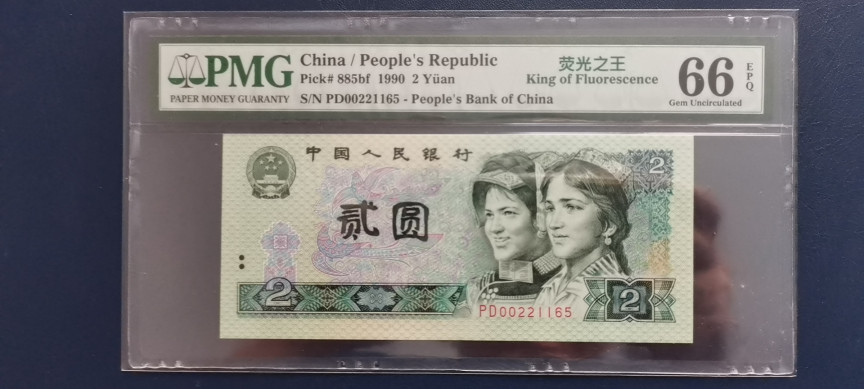 PMG
PAPER MONEY GUARANTY
China / People's Republic
Pick# 885bf 1990 2 Yüan
S/N PD00221165 - People's Bank of China
荧光之王
King of Fluorescence
66
EPQ
Gem Uncirculated
中国人民银行
2
贰圆
2
PD00221165
2